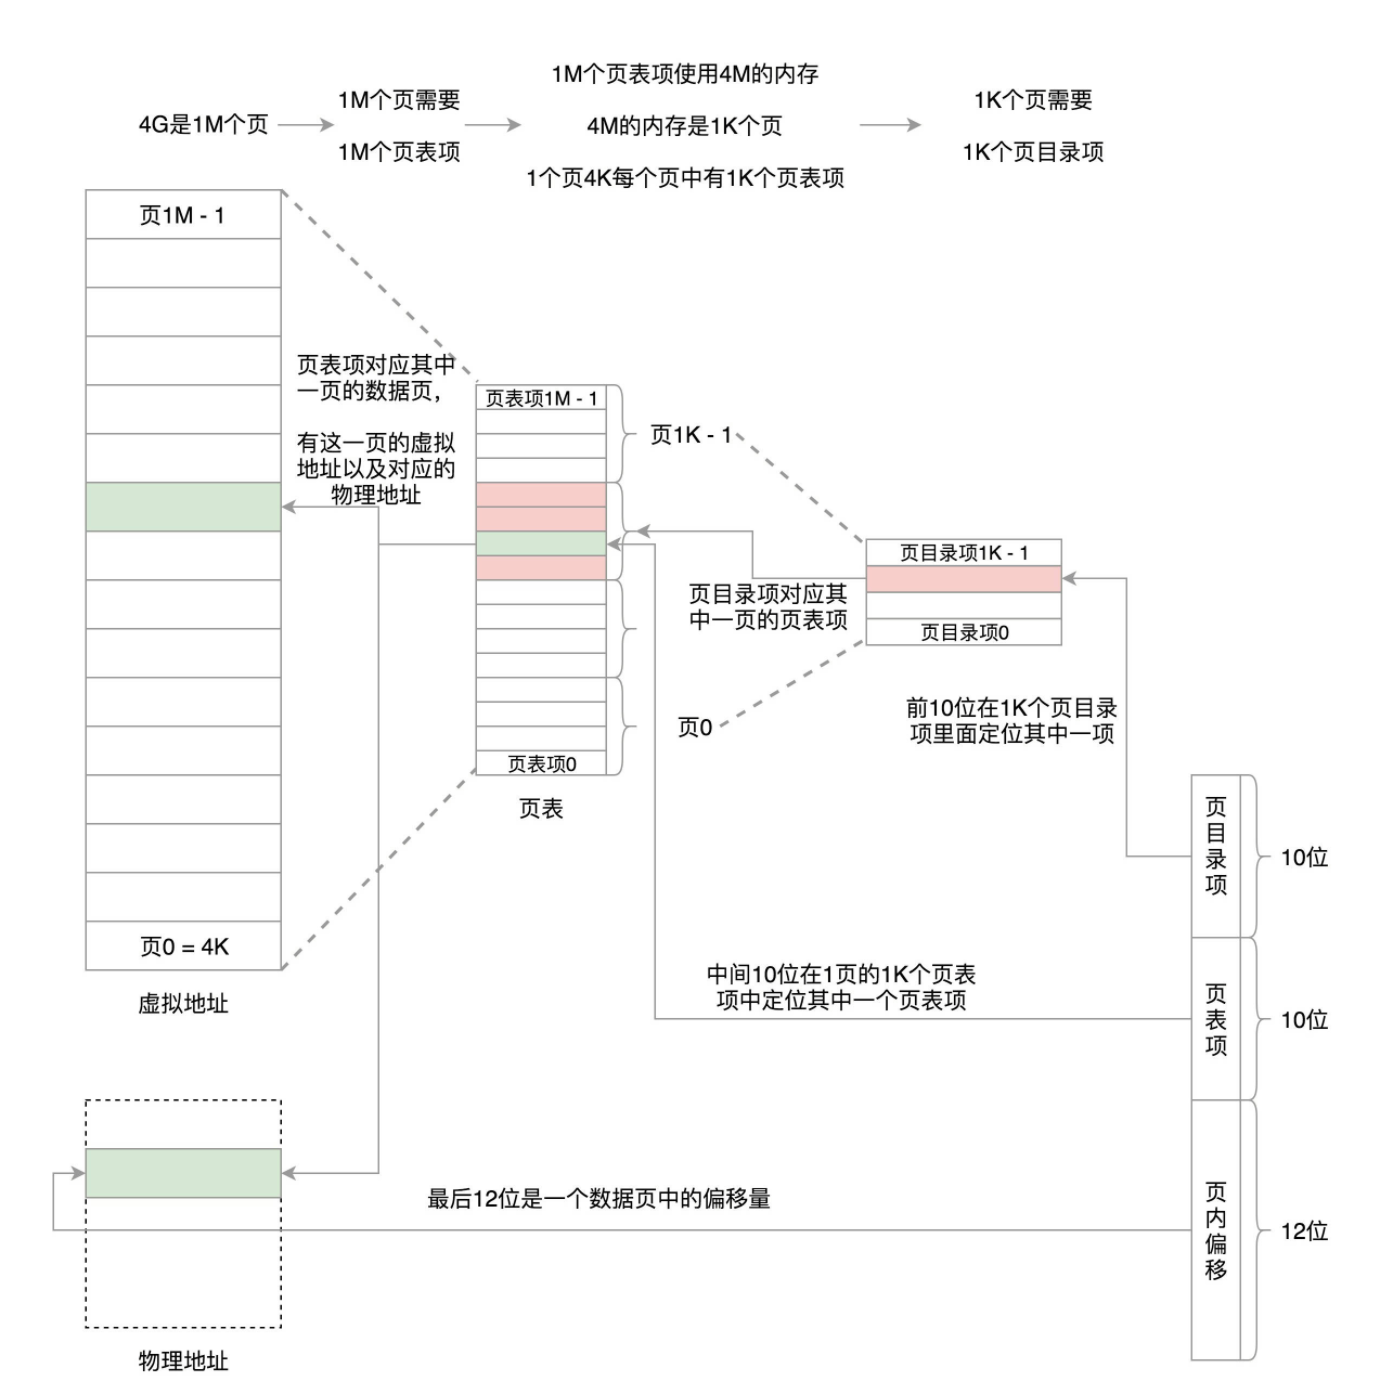 4G是1M个页
1M个页需要
1M个页表项
1M个页表项使用4M的内存
4M的内存是1K个页
1个页4K每个页中有1K个页表项
1K个页需要
1K个页目录项
页1M - 1
页表项对应其中
一页的数据页，
有这一页的虚拟
地址以及对应的
物理地址
页表项1M - 1
页1K - 1
页目录项1K - 1
页目录项对应其
中一页的页表项
页目录项0
前10位在1K个页目录
项里面定位其中一项
页0
页表项0
页表
页目录项
10位
页0 = 4K
虚拟地址
中间10位在1页的1K个页表
项中定位其中一个页表项
页表项
10位
最后12位是一个数据页中的偏移量
页内偏移
12位
物理地址